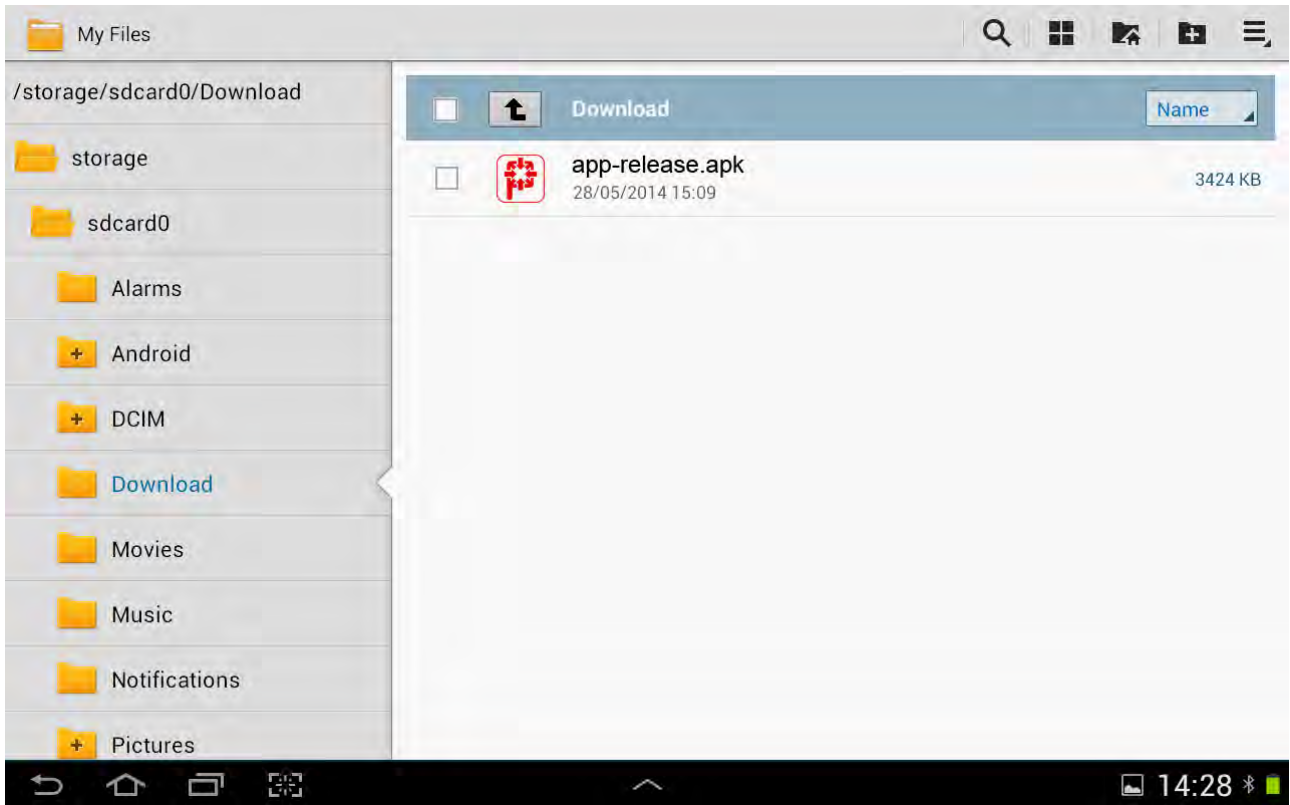 My Files
/storage/sdcard0/Download
storage
sdcard0
Alarms
Android
DCIM
Download
Movies
Music
Notifications
Pictures
Download
Name
app-release.apk
28/05/2014 15:09
3424 KB
14:28